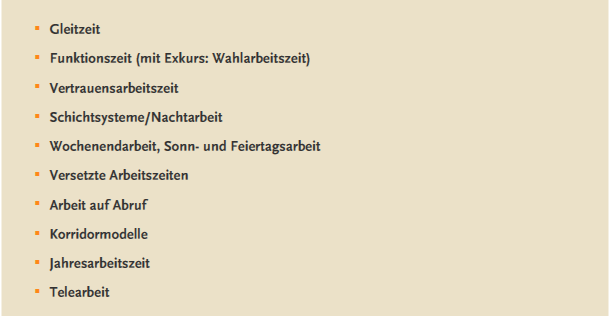 Gleitzeit
Funktionszeit (mit Exkurs: Wahlarbeitszeit)
Vertrauensarbeitszeit
Schichtsysteme/Nachtarbeit
Wochenendarbeit, Sonn- und Feiertagsarbeit
Versetzte Arbeitszeiten
Arbeit auf Abruf
Korridormodelle
Jahresarbeitszeit
Telearbeit